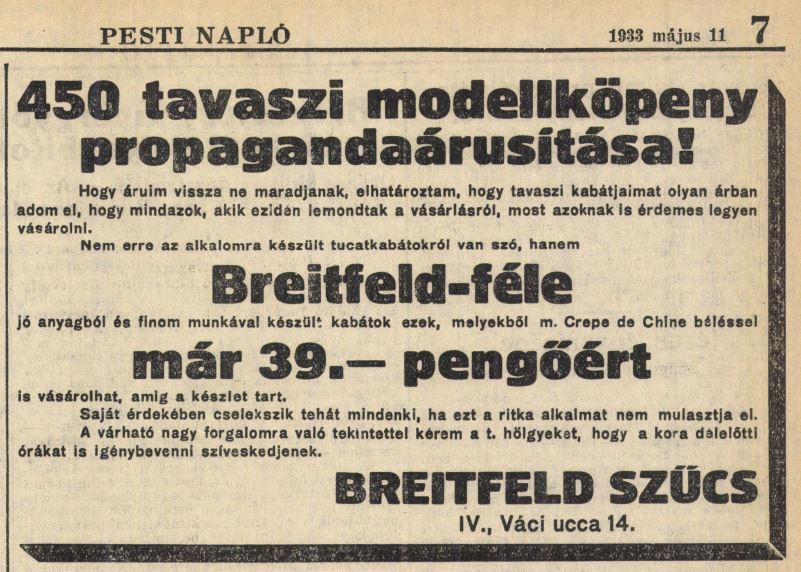 PESTI NAPLÓ 1933 május 11 7
450 tavaszi modellköpeny
propagandaárusítása!
Hogy áruim vissza ne maradjanak, elhatároztam, hogy tavaszi kabátjaimat olyan árban
adom el, hogy mindazok, akik ezidén lemondtak a vásárlásról, most azoknak is érdemes legyen
vásárolni.
Nem erre az alkalomra készült tucatkabátokról van szó, hanem
Breitfeld-féle
jó anyagból és finom munkával készült kabátok ezek, melyekből m. Crepe de Chine béléssel
már 39.— pengőért
is vásárolhat, amig a készlet tart.
Saját érdekében cselekszik tehát mindenki, ha ezt a ritka alkalmat nem mulasztja el.
A várható nagy forgalomra való tekintettel kérem a t. hölgyeket, hogy a kora délelőtti
órákat is igénybevenni szíveskedjenek.
BREITFELD SZŰCS
IV., Váci ucca 14.